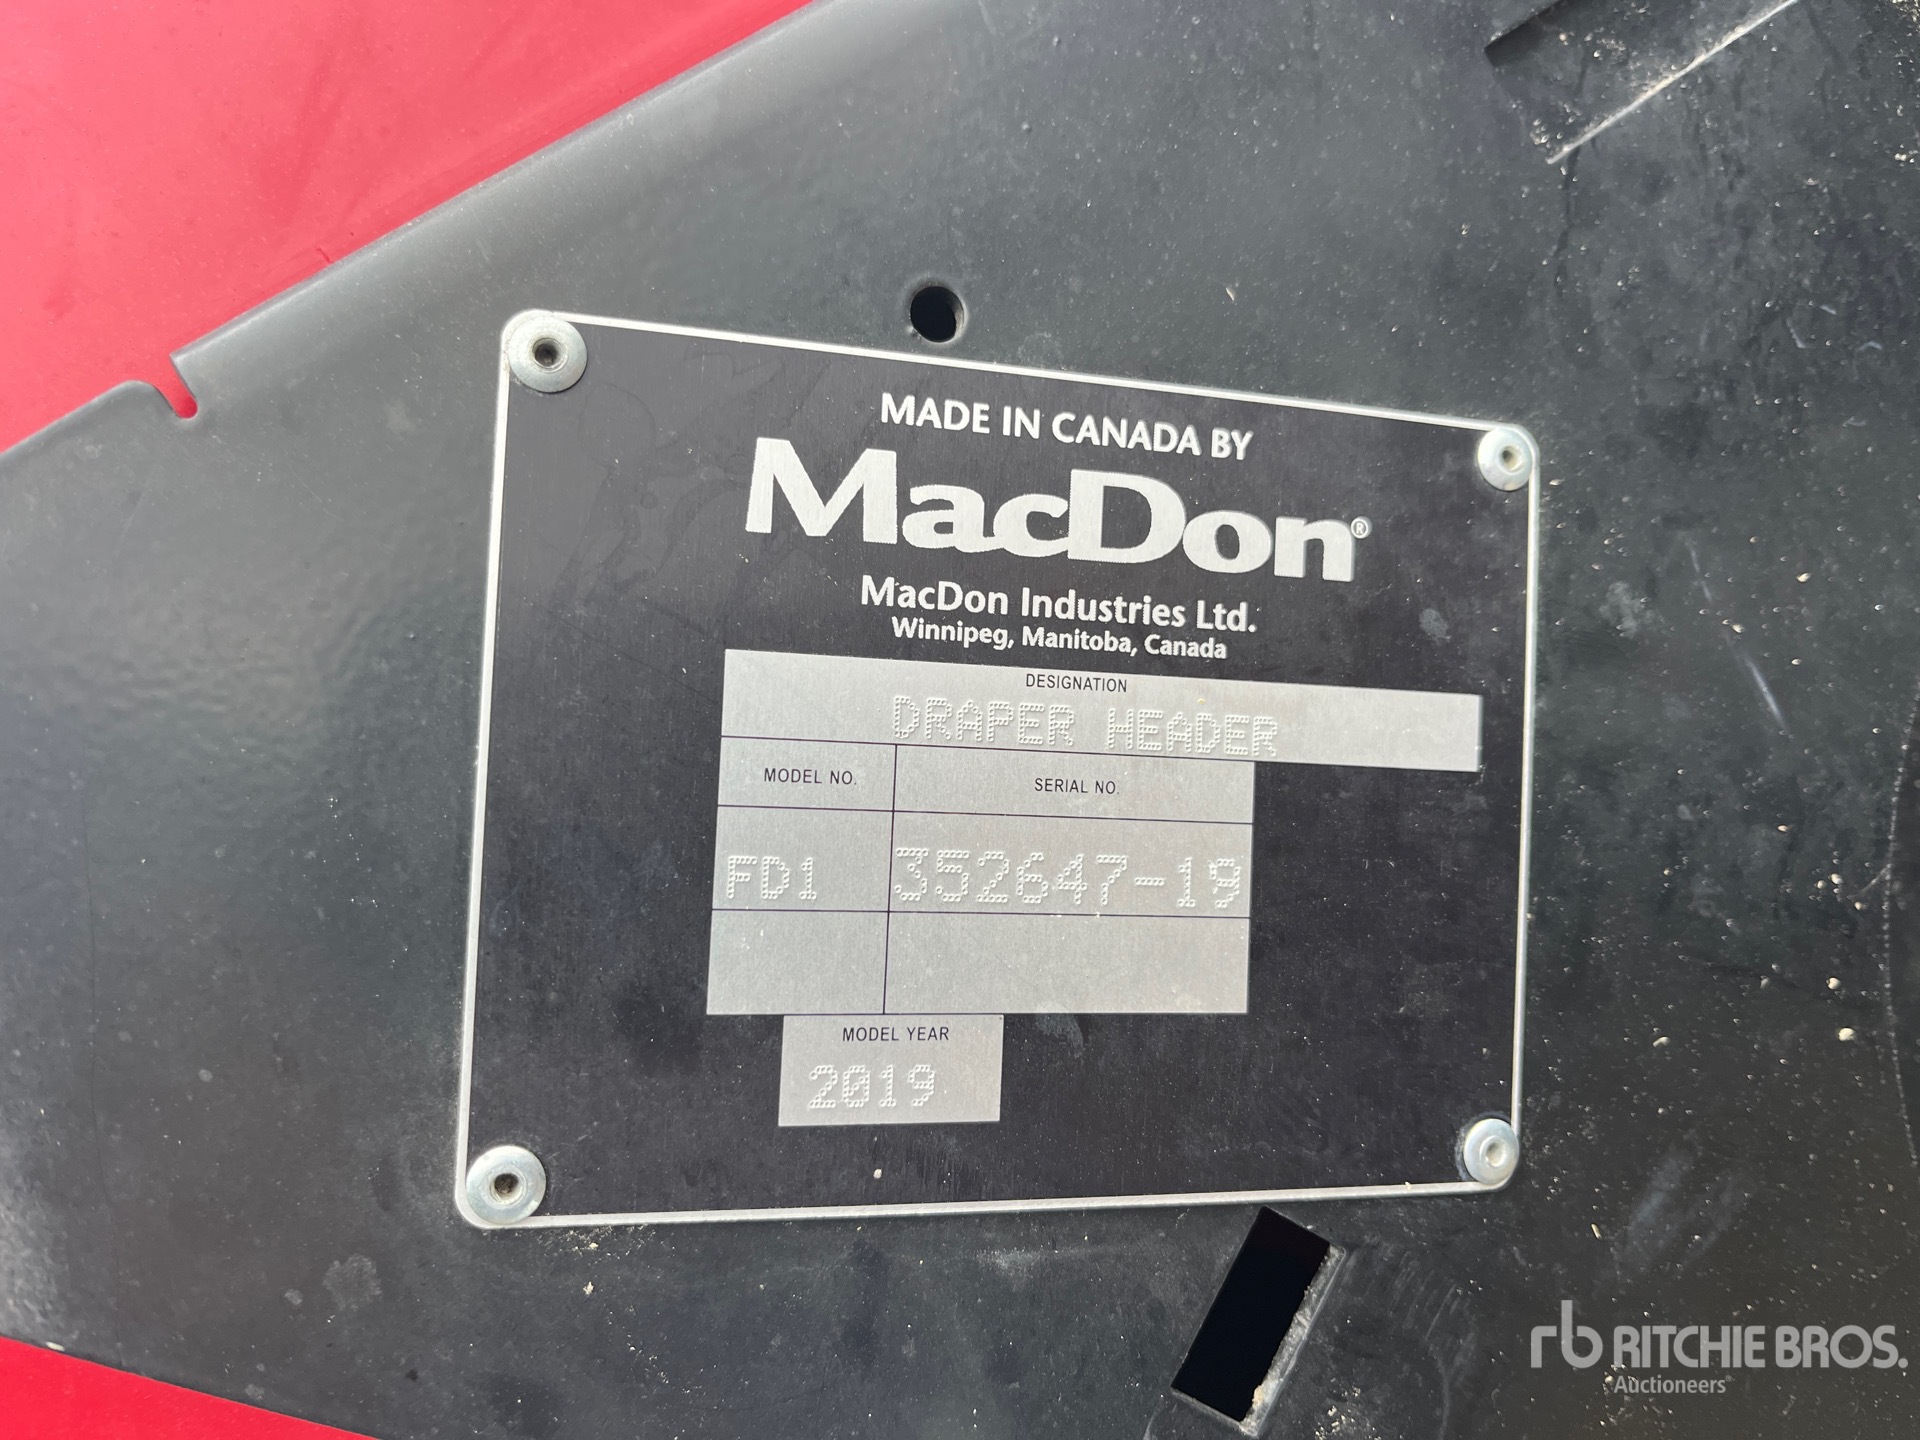 MADE IN CANADA BY
MacDon®
MacDon Industries Ltd.
Winnipeg, Manitoba, Canada
DESIGNATION
DRAPER HEADER
MODEL NO. SERIAL NO.
FD1 352647-19
MODEL YEAR
2019
rb RITCHIE BROS.
Auctioneers